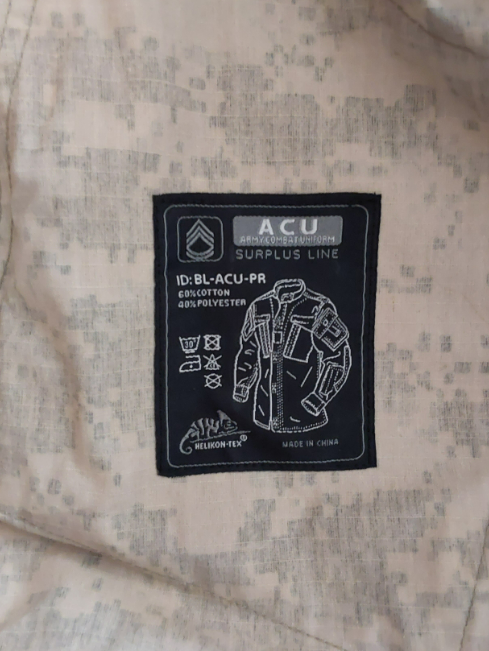 ACU
ARMY COMBAT UNIFORM
SURPLUS LINE
ID: BL-ACU-PR
60% COTTON
40% POLYESTER
30°
HELIKON-TEX®
MADE IN CHINA